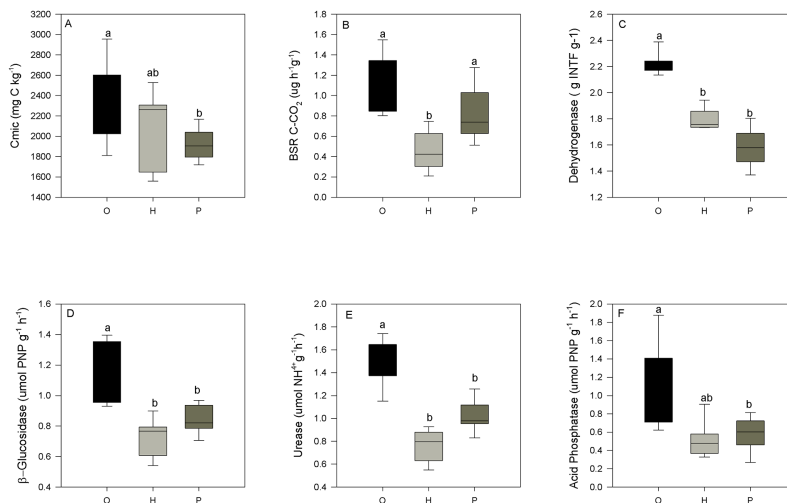 A
a
ab
b
Cmic (mg C kg-1)
3200
3000
2800
2600
2400
2200
2000
1800
1600
1400
O H P
B
a
b
a
BSR C-CO2 (ug h-1g-1)
1.8
1.6
1.4
1.2
1.0
0.8
0.6
0.4
0.2
0.0
O H P
C
a
b
b
Dehydrogenase ( g INTF g-1)
2.6
2.4
2.2
2.0
1.8
1.6
1.4
1.2
O H P
D
a
b
b
β−Glucosidase (umol PNP g-1 h-1)
1.6
1.4
1.2
1.0
0.8
0.6
0.4
O H P
E
a
b
b
Urease (umol NH4+g-1h-1)
2.0
1.8
1.6
1.4
1.2
1.0
0.8
0.6
0.4
O H P
F
a
ab
b
Acid Phosphatase (umol PNP g-1 h-1)
2.0
1.8
1.6
1.4
1.2
1.0
0.8
0.6
0.4
0.2
0.0
O H P